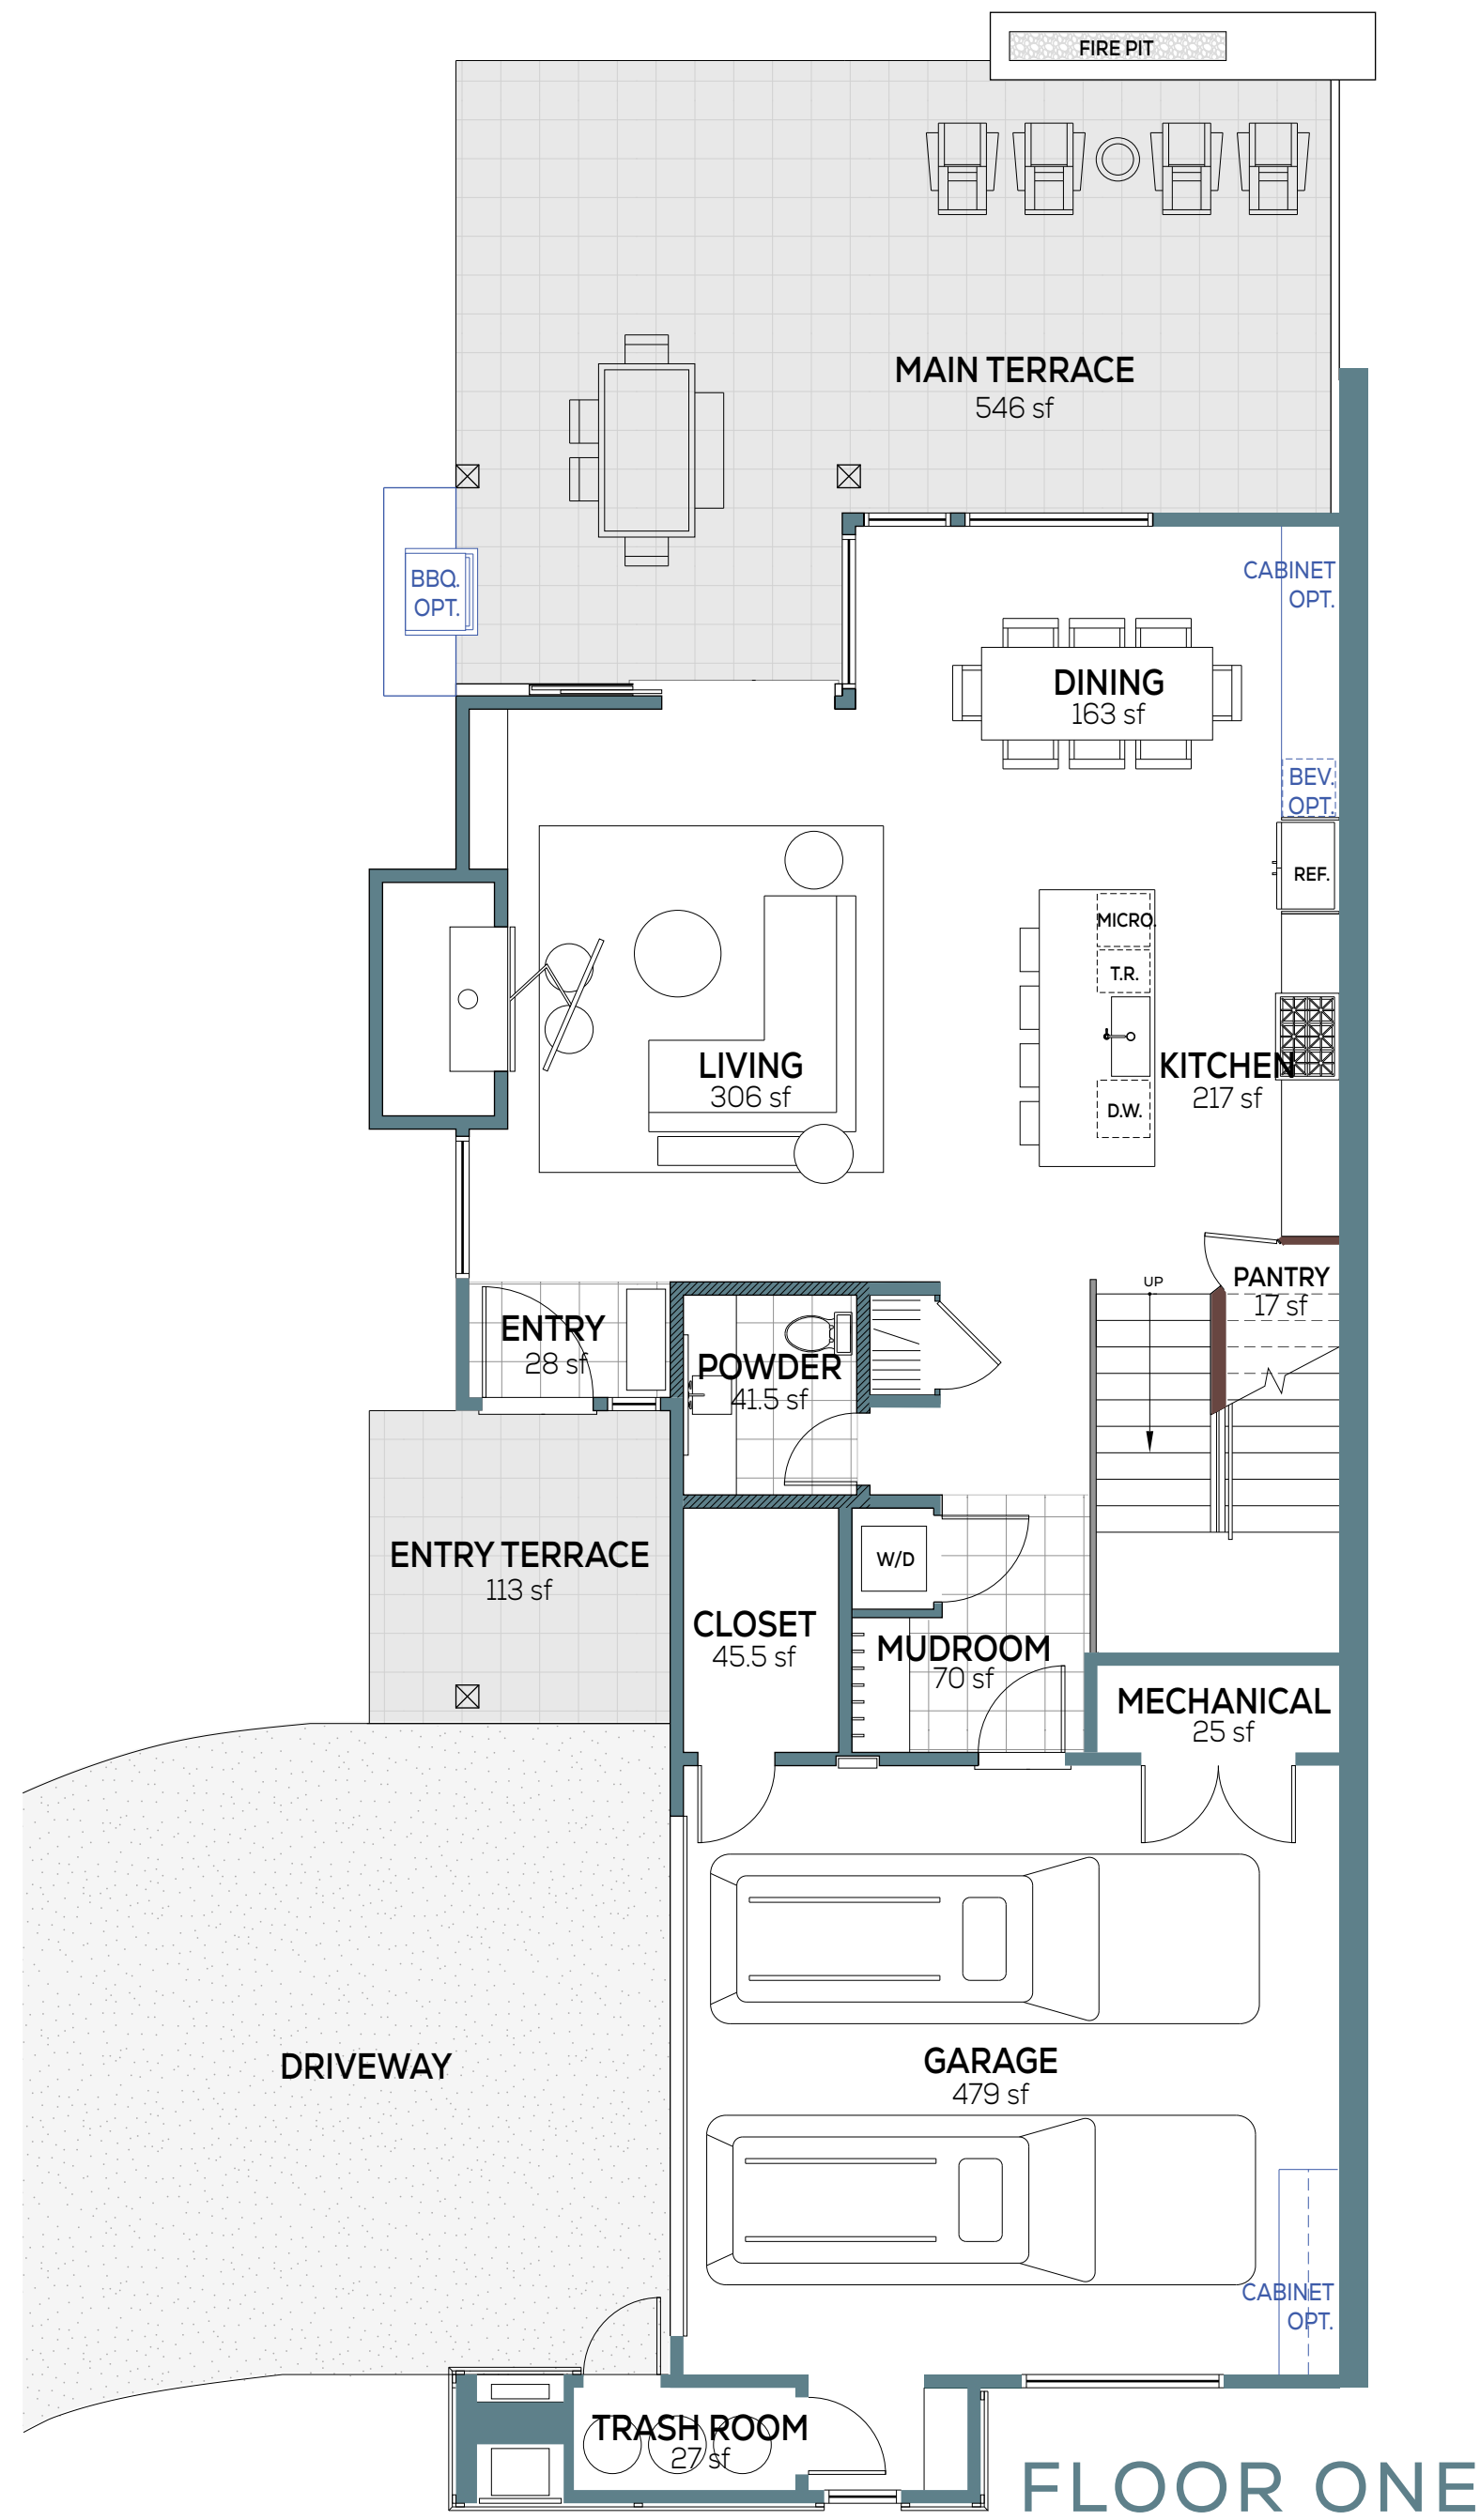 FIRE PIT
MAIN TERRACE
546 sf
BBQ.
OPT.
CABINET
OPT.
DINING
163 sf
BEV.
OPT.
REF.
MICRO.
T.R.
LIVING
306 sf
KITCHEN
217 sf
D.W.
UP
PANTRY
17 sf
ENTRY
28 sf
POWDER
41.5 sf
ENTRY TERRACE
113 sf
W/D
CLOSET
45.5 sf
MUDROOM
70 sf
MECHANICAL
25 sf
DRIVEWAY
GARAGE
479 sf
CABINET
OPT.
TRASH ROOM
27 sf
FLOOR ONE